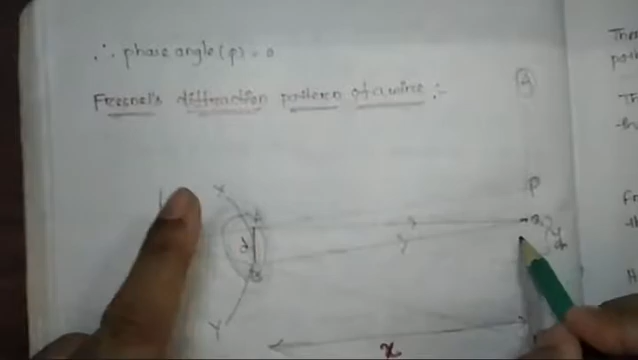 ∴ phase angle (φ) = 0
Fresnel's diffraction pattern of a wire :-
P
X
A
d
B
Y
x